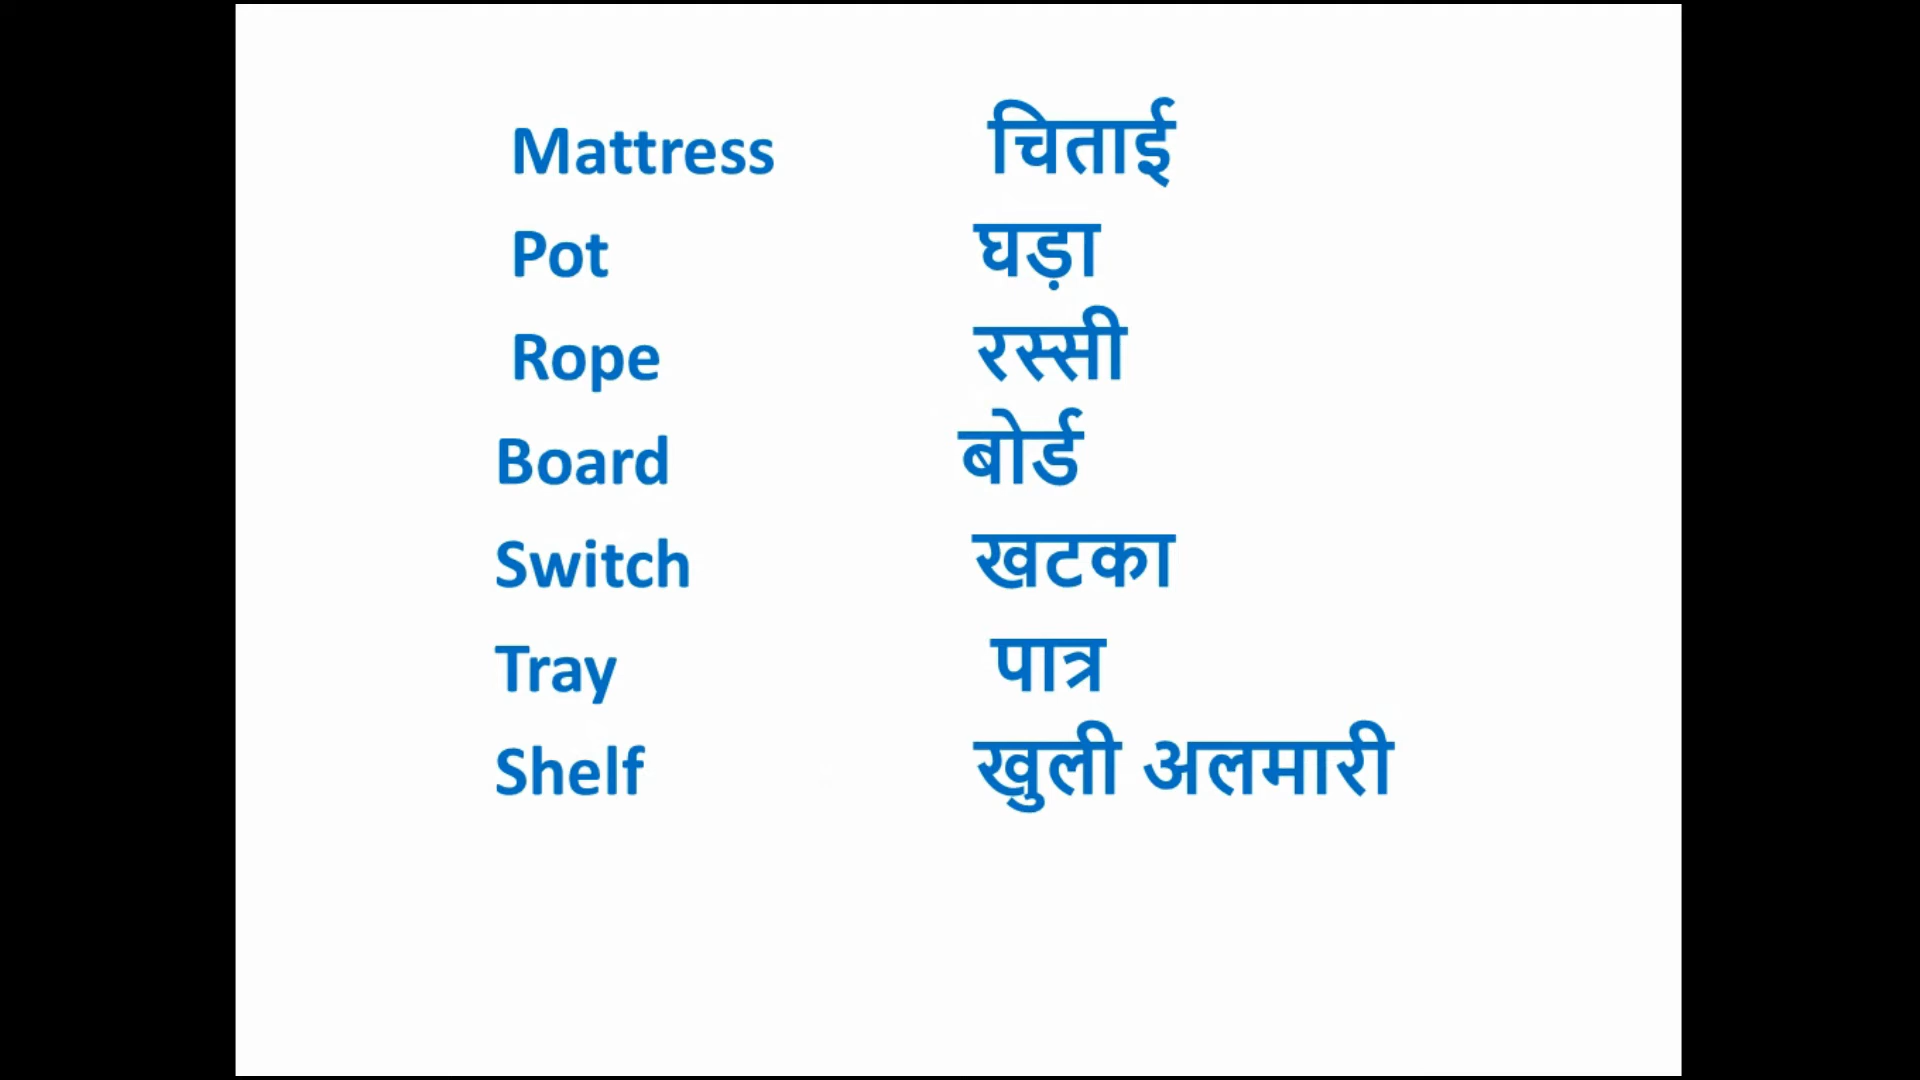 Mattress चिताई
Pot घड़ा
Rope रस्सी
Board बोर्ड
Switch खटका
Tray पात्र
Shelf खुली अलमारी